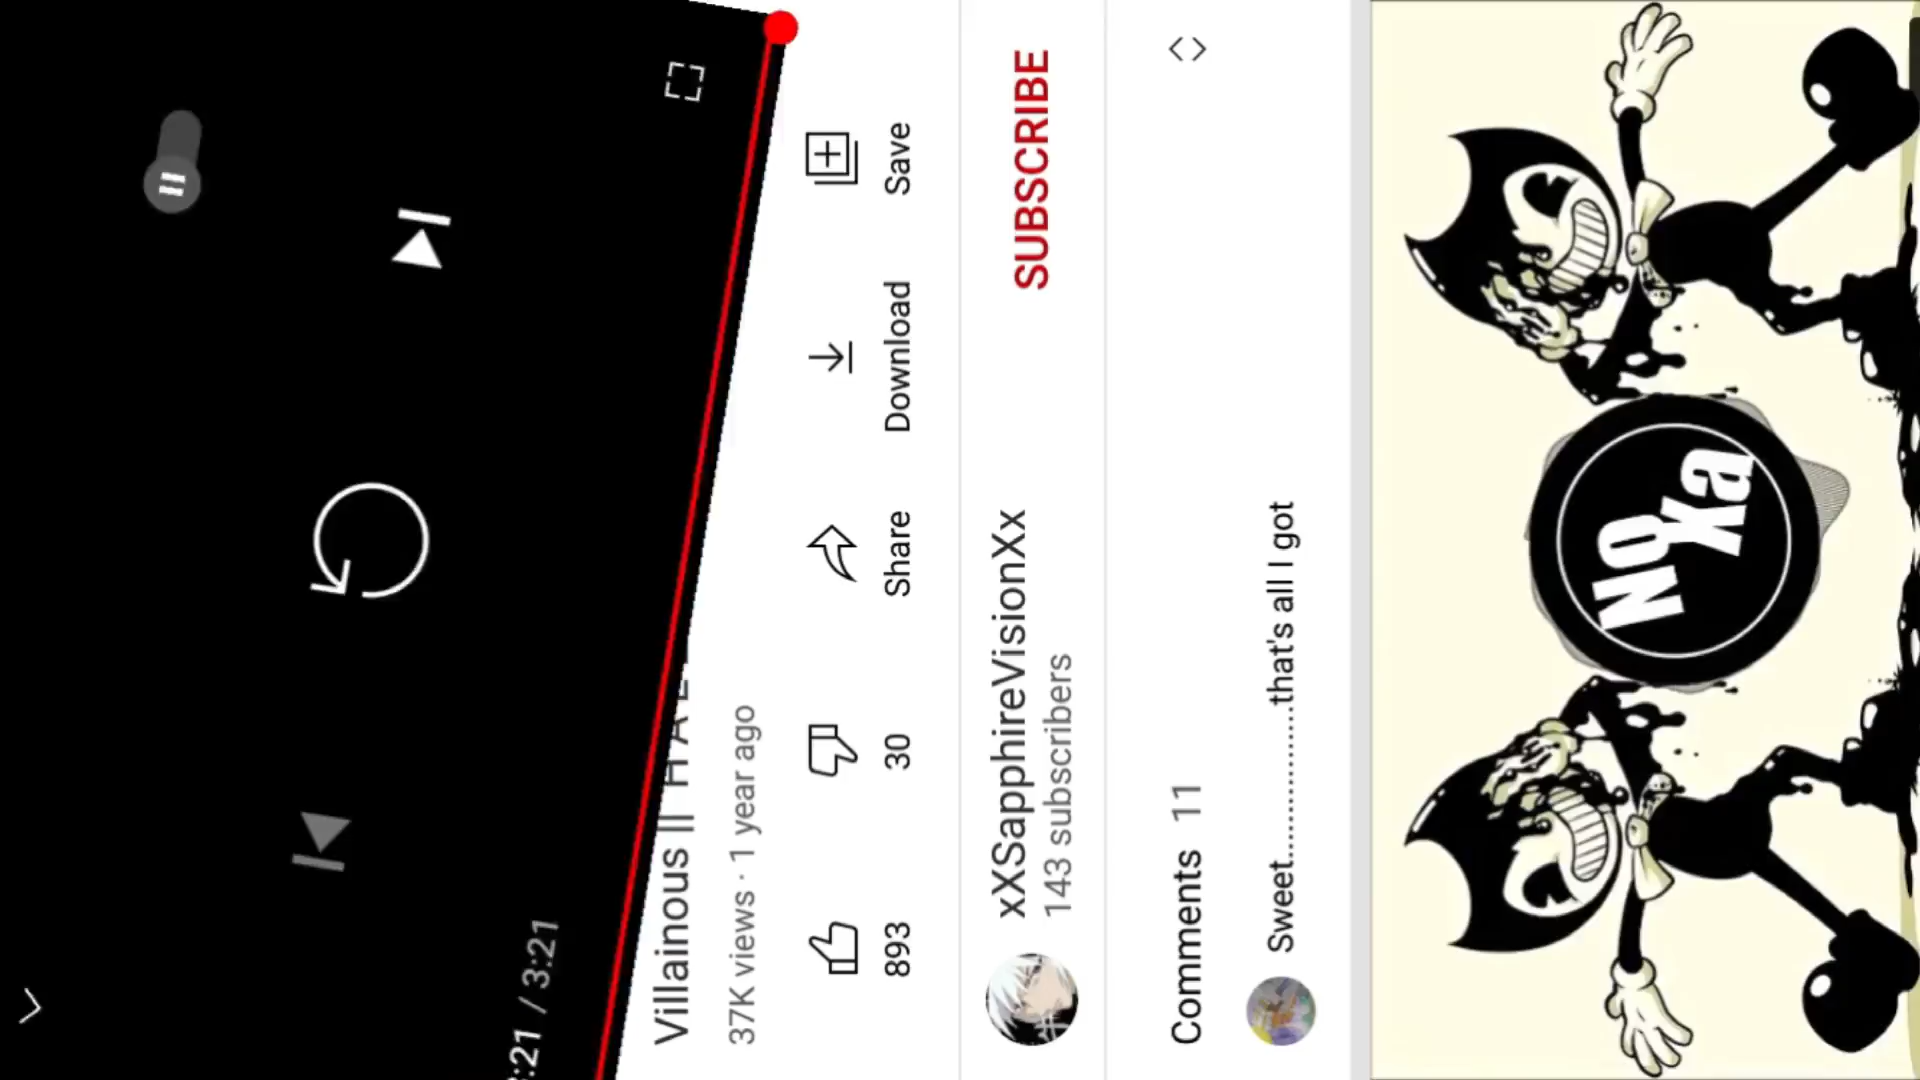 3:21 / 3:21
Villainous ||
37K views · 1 year ago
893
30
Share
Download
Save
xXSapphireVisionXx
143 subscribers
SUBSCRIBE
Comments 11
Sweet................that's all I got
NOXa